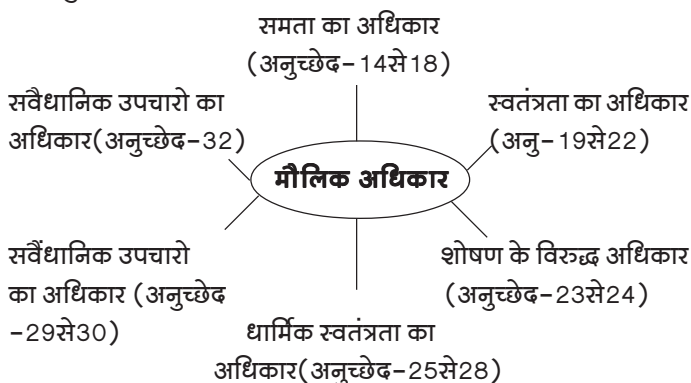 समता का अधिकार
(अनुच्छेद-14से18)
सवैधानिक उपचारो का
अधिकार(अनुच्छेद-32)
स्वतंत्रता का अधिकार
(अनु-19से22)
मौलिक अधिकार
सवैंधानिक उपचारो
का अधिकार (अनुच्छेद
-29से30)
शोषण के विरुद्ध अधिकार
(अनुच्छेद-23से24)
धार्मिक स्वतंत्रता का
अधिकार(अनुच्छेद-25से28)